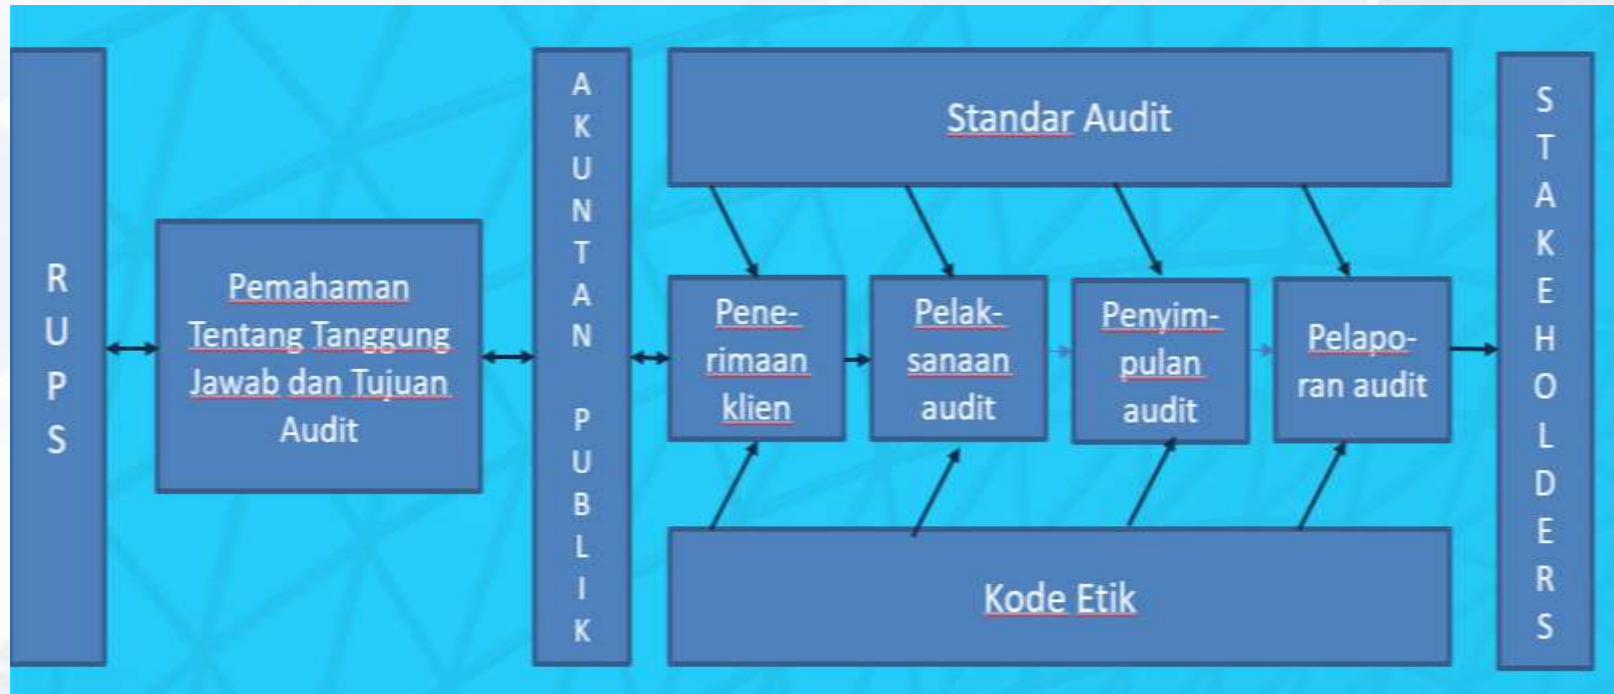 R
U
P
S
Pemahaman
Tentang Tanggung
Jawab dan Tujuan
Audit
A
K
U
N
T
A
N
P
U
B
L
I
K
Standar Audit
Pene-
rimaan
klien
Pelak-
sanaan
audit
Penyim-
pulan
audit
Pelapo-
ran audit
Kode Etik
S
T
A
K
E
H
O
L
D
E
R
S